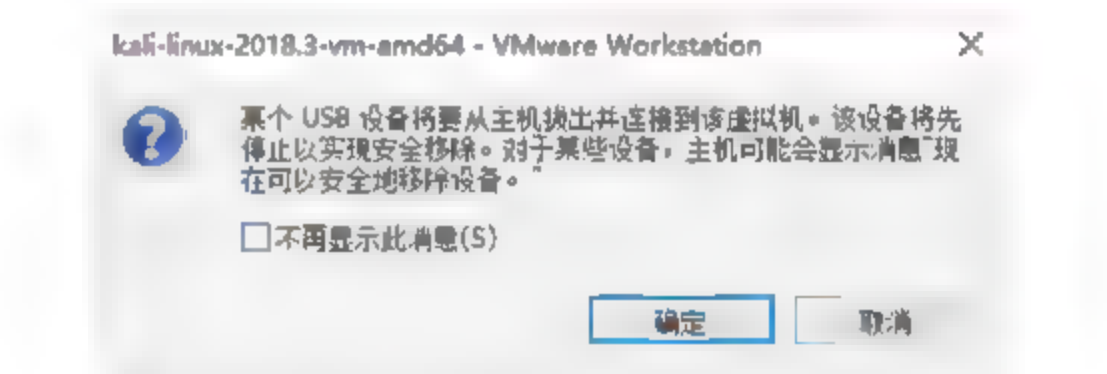 kali-linux-2018.3-vm-amd64 - VMware Workstation
某个 USB 设备将要从主机拔出并连接到该虚拟机。该设备将先
停止以实现安全移除。对于某些设备，主机可能会显示消息"现
在可以安全地移除设备。"
不再显示此消息(S)
确定 取消